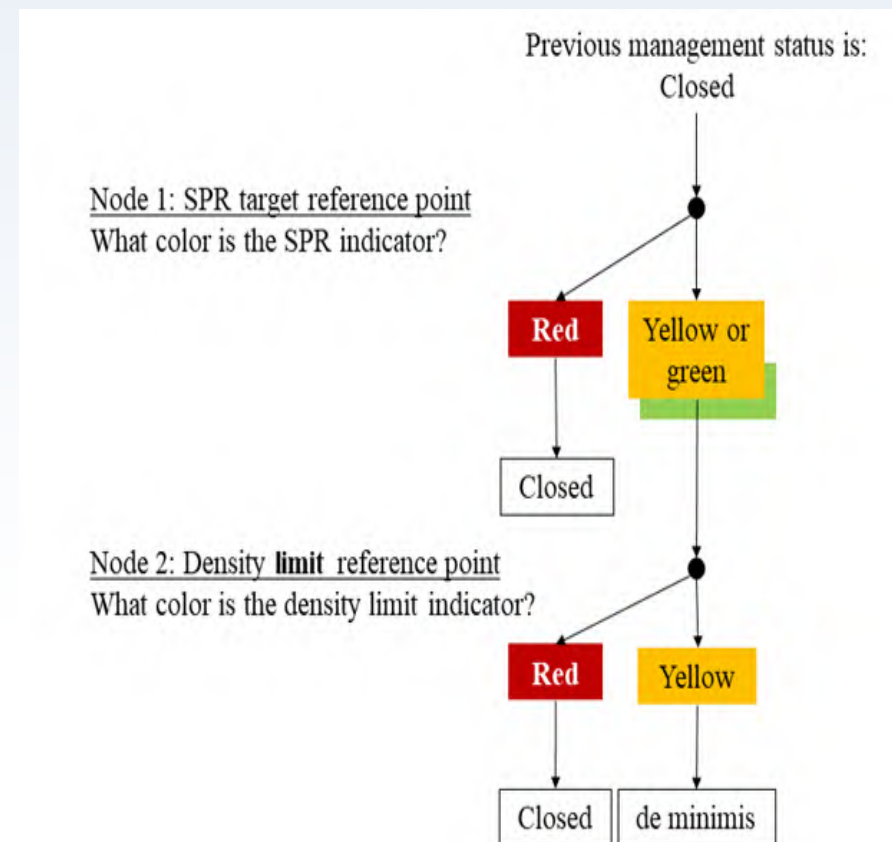 Previous management status is:
Closed
Node 1: SPR target reference point
What color is the SPR indicator?
Red
Yellow or
green
Closed
Node 2: Density limit reference point
What color is the density limit indicator?
Red
Yellow
Closed
de minimis